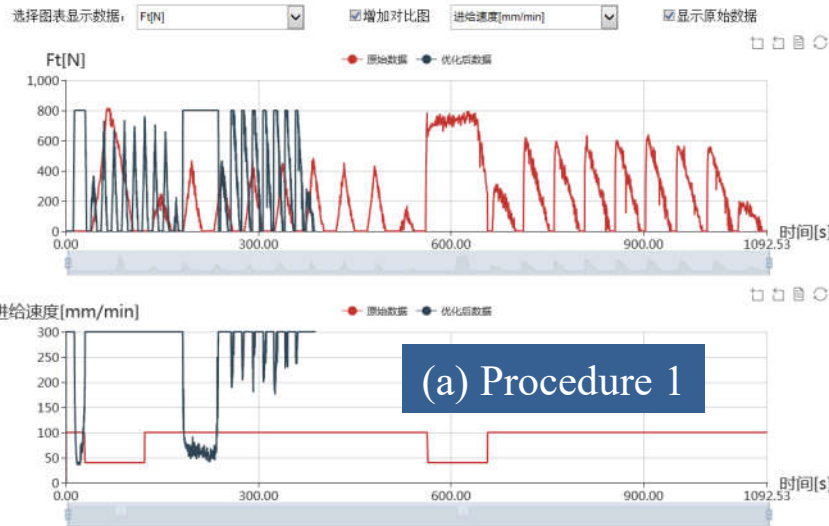 选择图表显示数据： Ft[N] 增加对比图 进给速度[mm/min] 显示原始数据
Ft[N]
原始数据 优化后数据
1,000
800
600
400
200
0
0.00 300.00 600.00 900.00 1092.53
时间[s]
进给速度[mm/min]
原始数据 优化后数据
300
250
200
150
100
50
0
(a) Procedure 1
0.00 300.00 600.00 900.00 1092.53
时间[s]